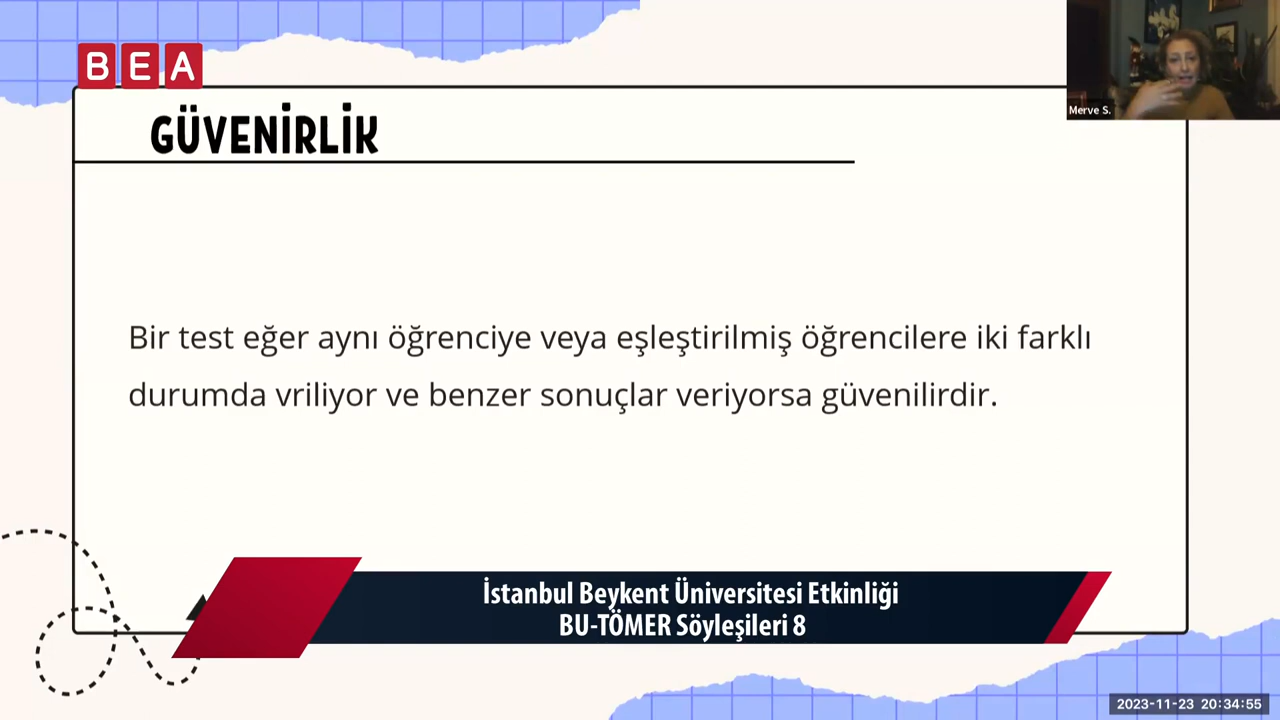 BEA
Merve S.
GÜVENİRLİK
Bir test eğer aynı öğrenciye veya eşleştirilmiş öğrencilere iki farklı
durumda vriliyor ve benzer sonuçlar veriyorsa güvenilirdir.
İstanbul Beykent Üniversitesi Etkinliği
BU-TÖMER Söyleşileri 8
2023-11-23 20:34:55